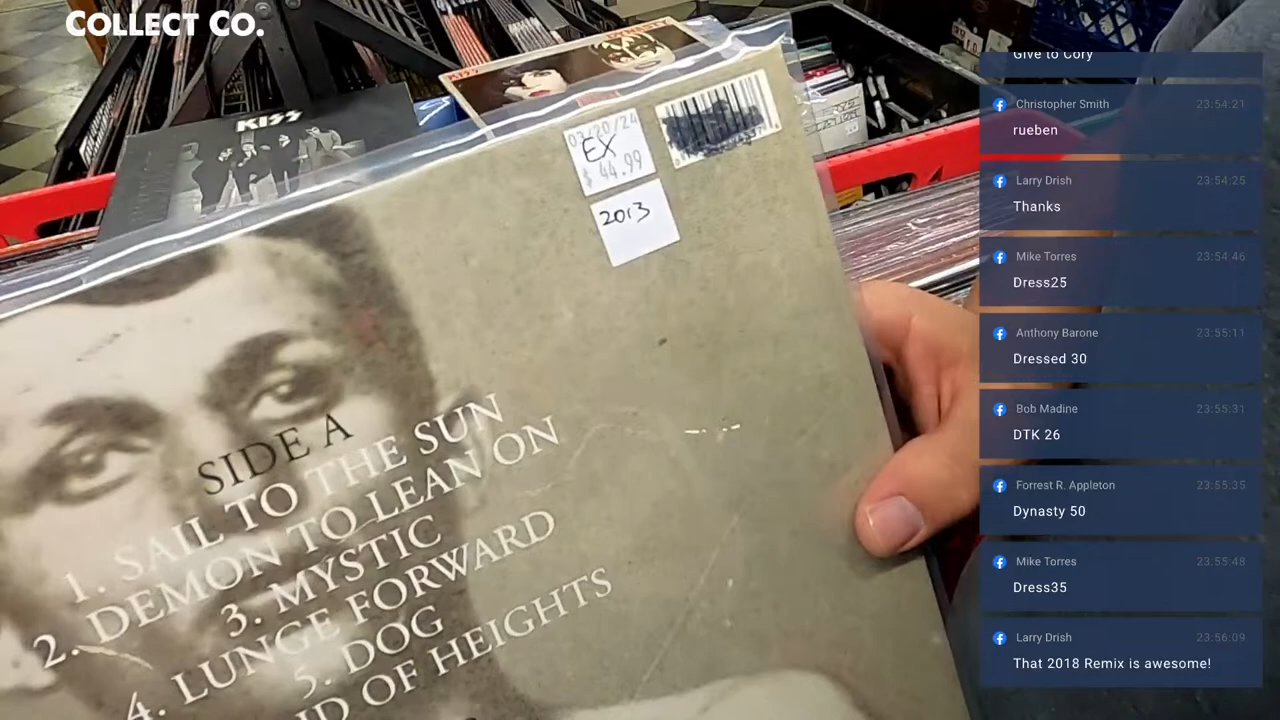 COLLECT CO.
KISS
KISS
03/20/24
EX
$ 44.99
2013
SIDE A
1. SAIL TO THE SUN
2. DEMON TO LEAN ON
3. MYSTIC
4. LUNGE FORWARD
5. DOG
ID OF HEIGHTS
Give to Cory
Christopher Smith 23:54:21
rueben
Larry Drish 23:54:25
Thanks
Mike Torres 23:54:46
Dress25
Anthony Barone 23:55:11
Dressed 30
Bob Madine 23:55:31
DTK 26
Forrest R. Appleton 23:55:35
Dynasty 50
Mike Torres 23:55:48
Dress35
Larry Drish 23:56:09
That 2018 Remix is awesome!